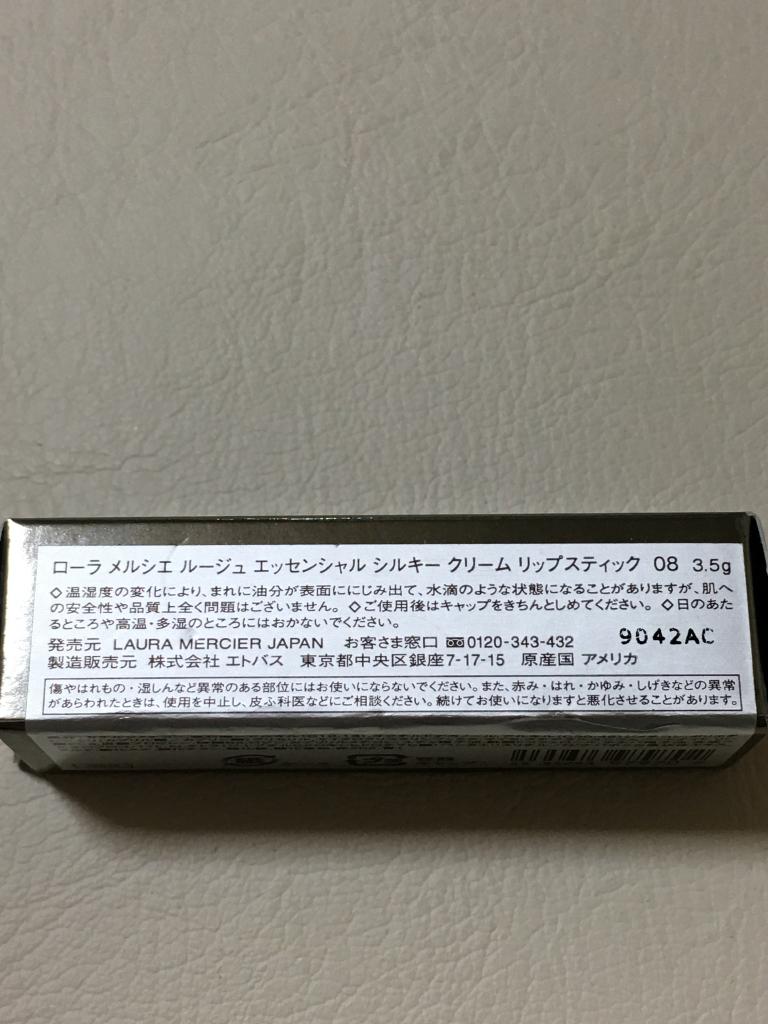 ローラ メルシエ ルージュ エッセンシャル シルキー クリーム リップスティック 08 3.5g
◇温湿度の変化により、まれに油分が表面ににじみ出て、水滴のような状態になることがありますが、肌へ
の安全性や品質上全く問題はございません。◇ご使用後はキャップをきちんとしめてください。◇日のあた
るところや高温・多湿のところにはおかないでください。
発売元 LAURA MERCIER JAPAN お客さま窓口 0120-343-432
9042AC
製造販売元 株式会社 エトバス 東京都中央区銀座7-17-15 原産国 アメリカ
傷やはれもの・湿しんなど異常のある部位にはお使いにならないでください。また、赤み・はれ・かゆみ・しげきなどの異常
があらわれたときは、使用を中止し、皮ふ科医などにご相談ください。続けてお使いになりますと悪化させることがあります。